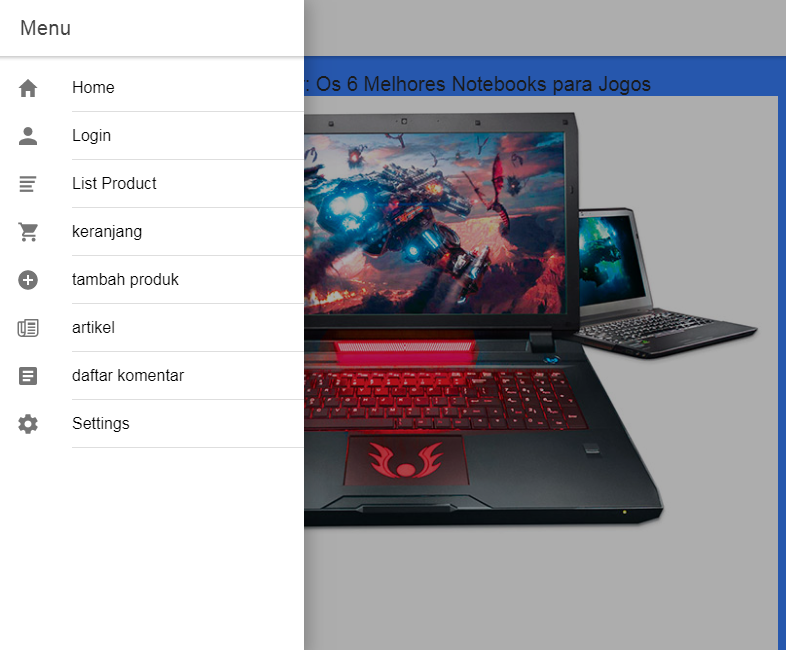 Menu
: Os 6 Melhores Notebooks para Jogos
Home
Login
List Product
keranjang
tambah produk
artikel
daftar komentar
Settings